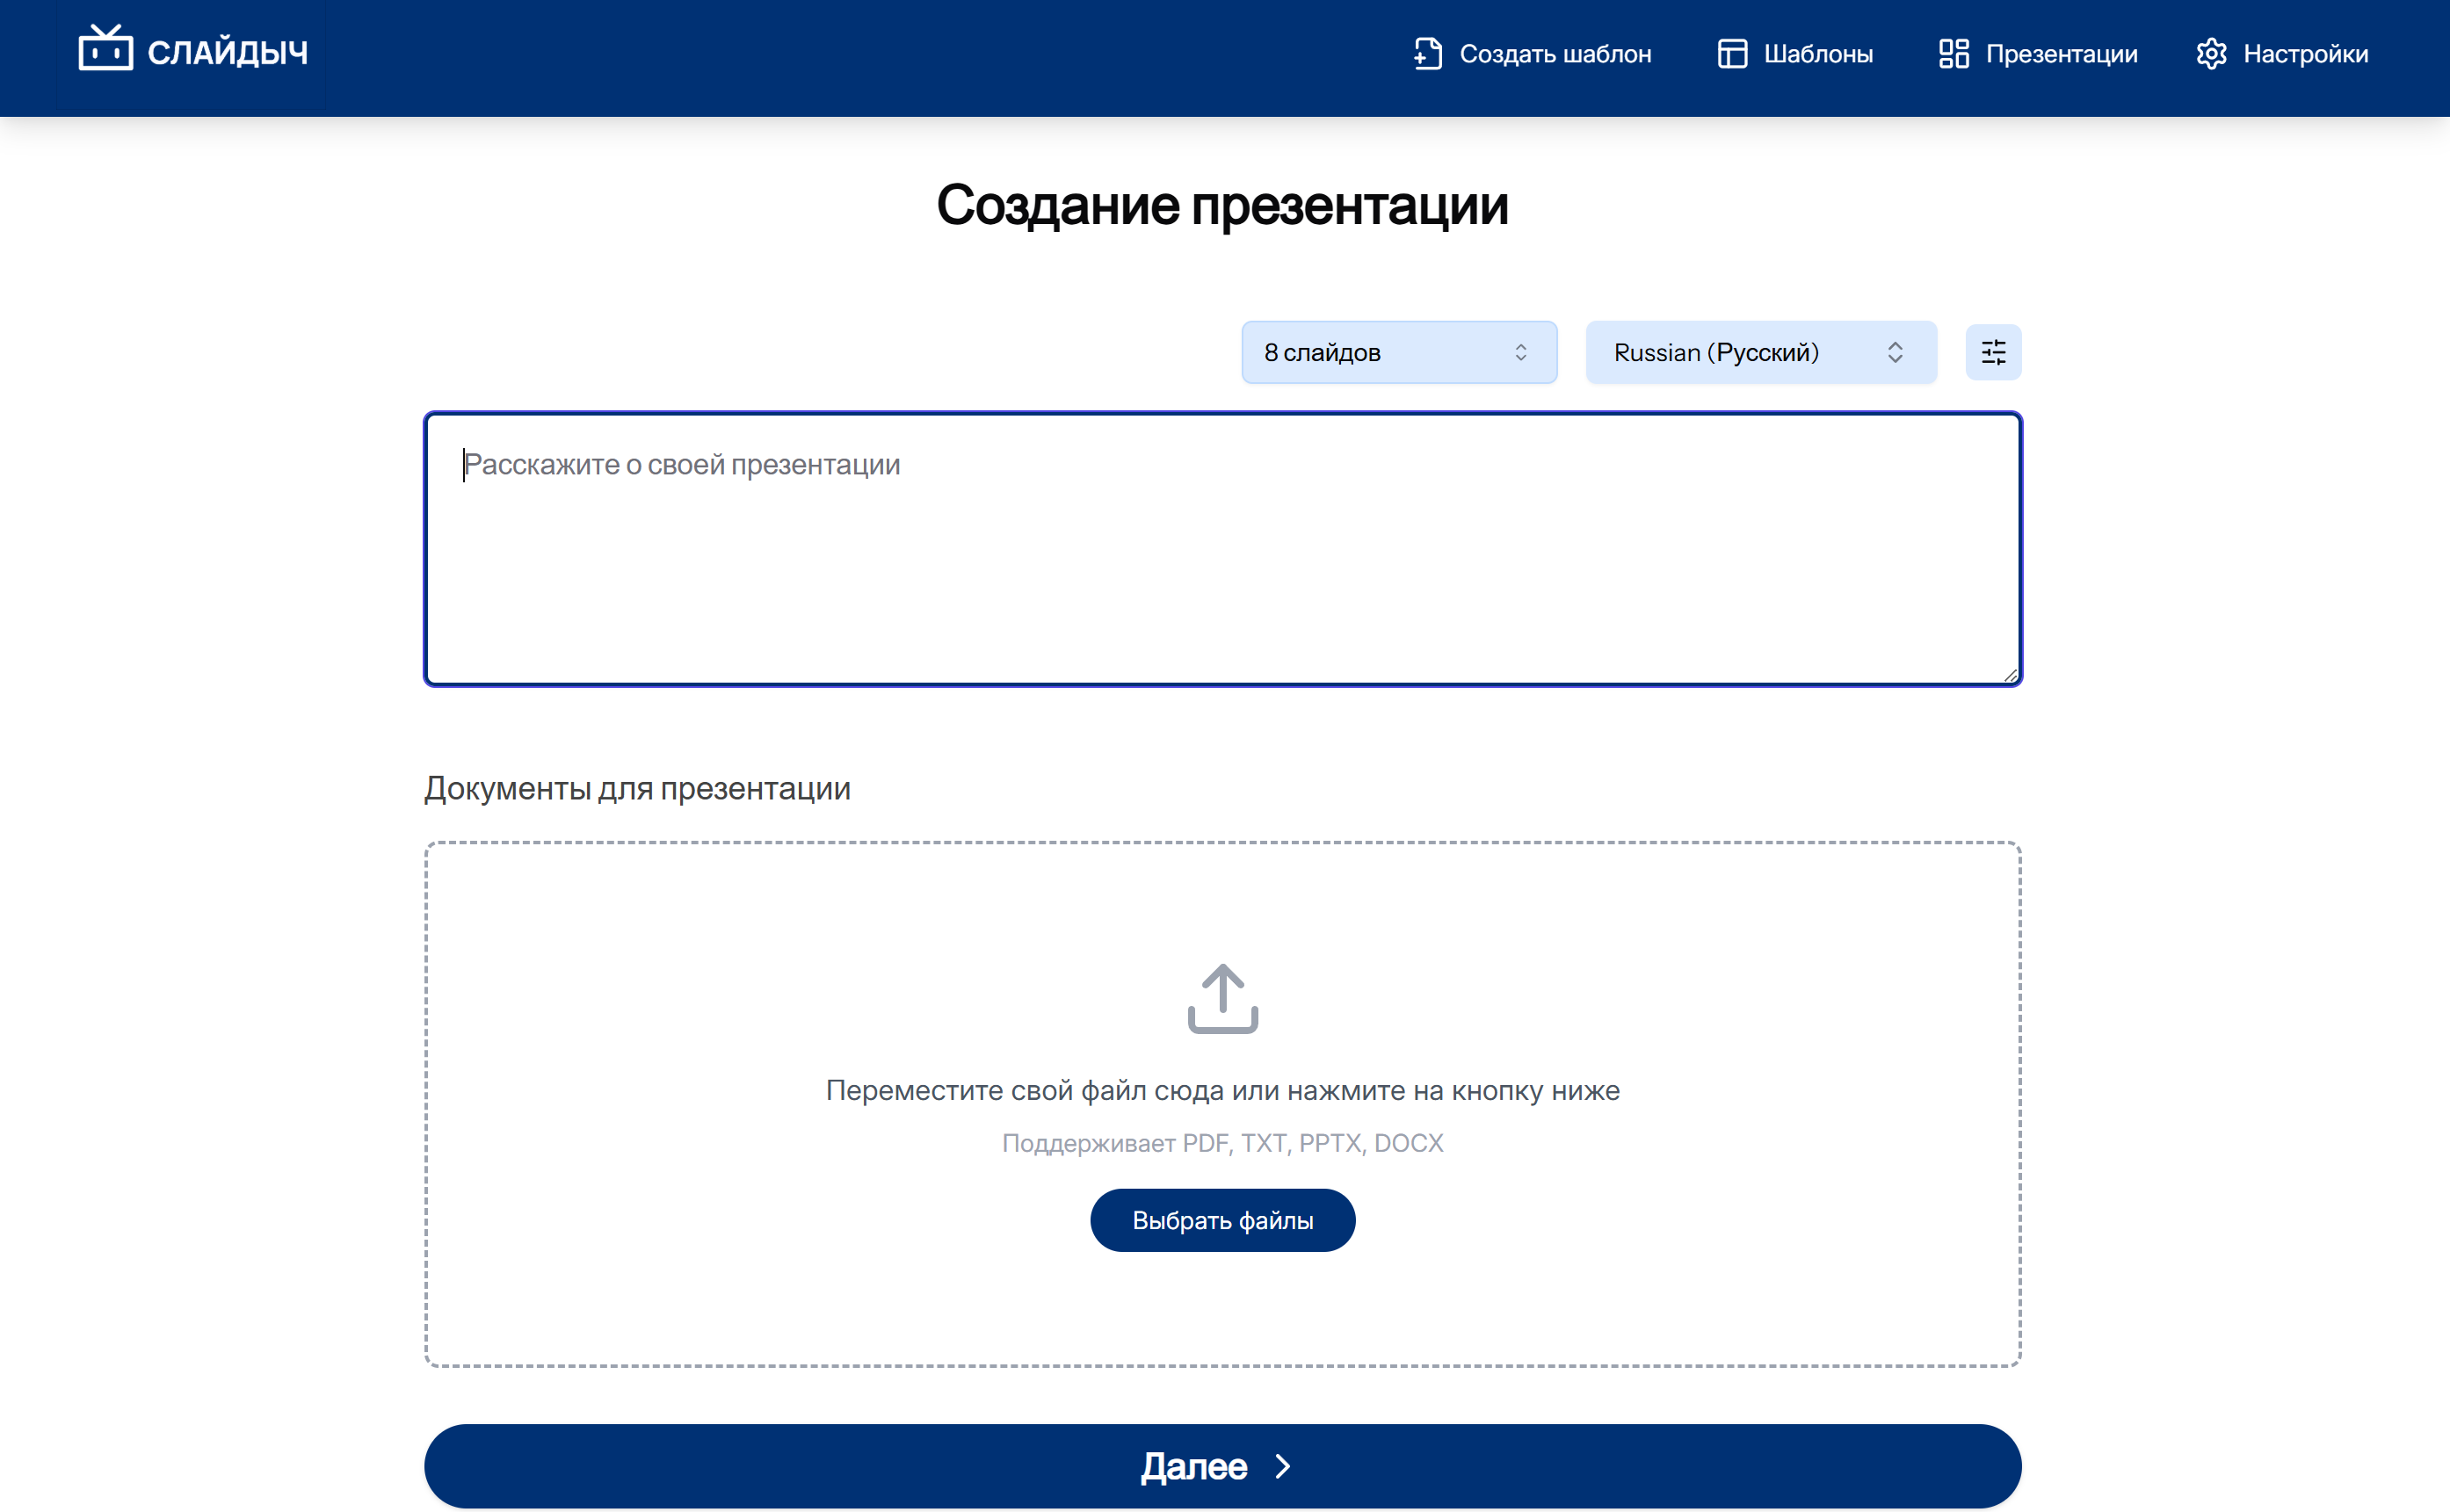 СЛАЙДЫЧ
Создать шаблон
Шаблоны
Презентации
Настройки
Создание презентации
8 слайдов
Russian (Русский)
Расскажите о своей презентации
Документы для презентации
Переместите свой файл сюда или нажмите на кнопку ниже
Поддерживает PDF, TXT, PPTX, DOCX
Выбрать файлы
Далее